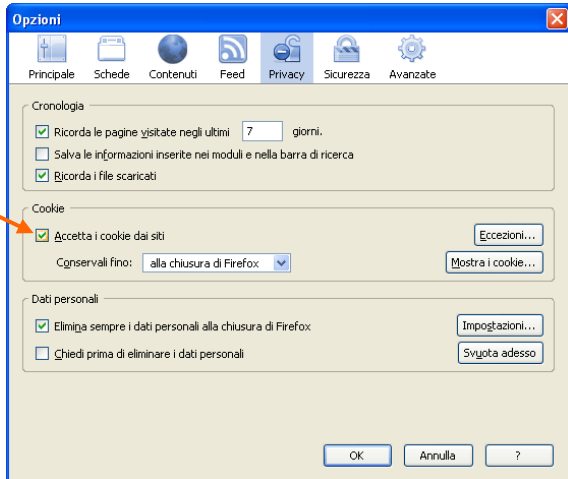 Opzioni
Principale Schede Contenuti Feed Privacy Sicurezza Avanzate
Cronologia
Ricorda le pagine visitate negli ultimi 7 giorni.
Salva le informazioni inserite nei moduli e nella barra di ricerca
Ricorda i file scaricati
Cookie
Accetta i cookie dai siti Eccezioni...
Conservali fino: alla chiusura di Firefox Mostra i cookie...
Dati personali
Elimina sempre i dati personali alla chiusura di Firefox Impostazioni...
Chiedi prima di eliminare i dati personali Svuota adesso
OK Annulla ?